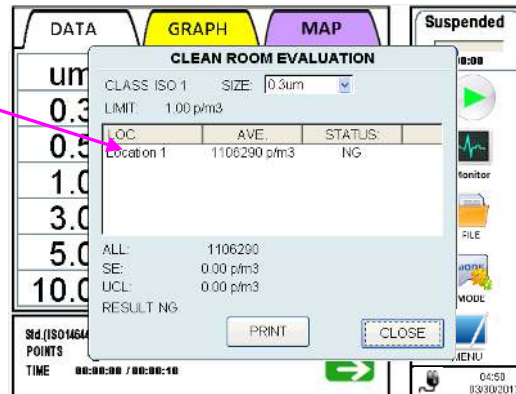 DATA GRAPH MAP
Suspended
CLEAN ROOM EVALUATION
CLASS ISO 1 SIZE: 0.3um
LIMIT: 1.00 p/m3
LOC AVE. STATUS:
Location 1 1106290 p/m3 NG
ALL: 1106290
SE: 0.00 p/m3
UCL: 0.00 p/m3
RESULT NG
PRINT CLOSE
um
0.3
0.5
1.0
3.0
5.0
10.0
Monitor
FILE
MODE
MENU
POINTS
TIME 00:00:00 / 00:00:10
04:50